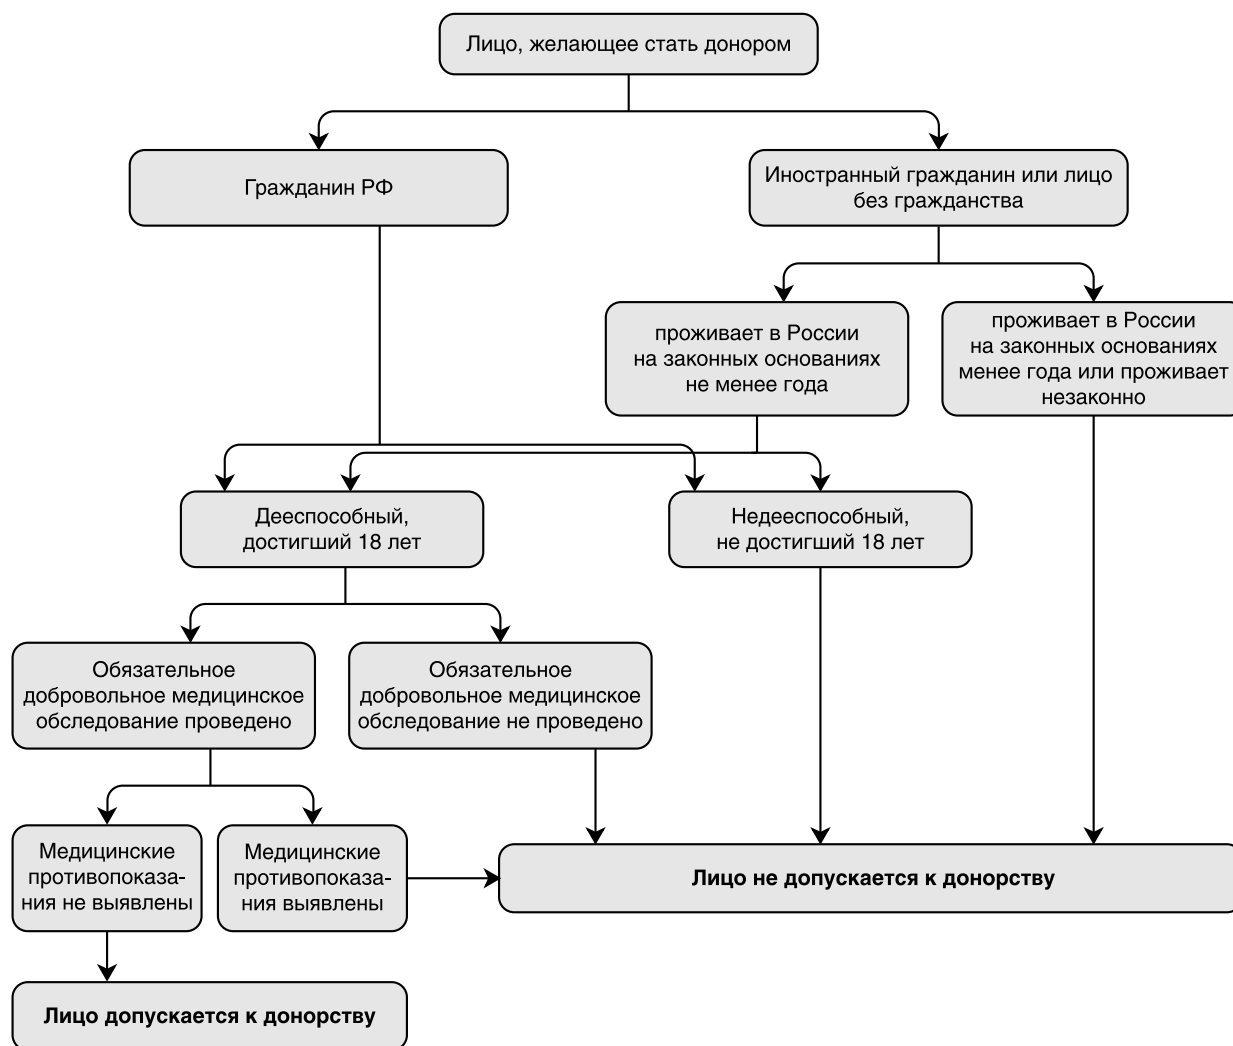 Лицо, желающее стать донором
Гражданин РФ
Иностранный гражданин или лицо
без гражданства
проживает в России
на законных основаниях
не менее года
проживает в России
на законных основаниях
менее года или проживает
незаконно
Дееспособный,
достигший 18 лет
Недееспособный,
не достигший 18 лет
Обязательное
добровольное медицинское
обследование проведено
Обязательное
добровольное медицинское
обследование не проведено
Медицинские
противопоказа-
ния не выявлены
Медицинские
противопоказа-
ния выявлены
Лицо не допускается к донорству
Лицо допускается к донорству